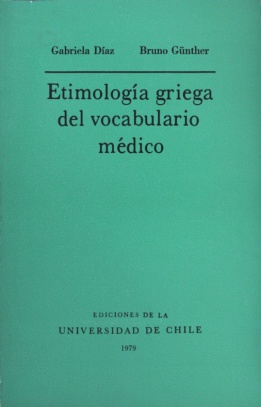 Gabriela Díaz Bruno Günther
Etimología griega
del vocabulario
médico
EDICIONES DE LA
UNIVERSIDAD DE CHILE
1979